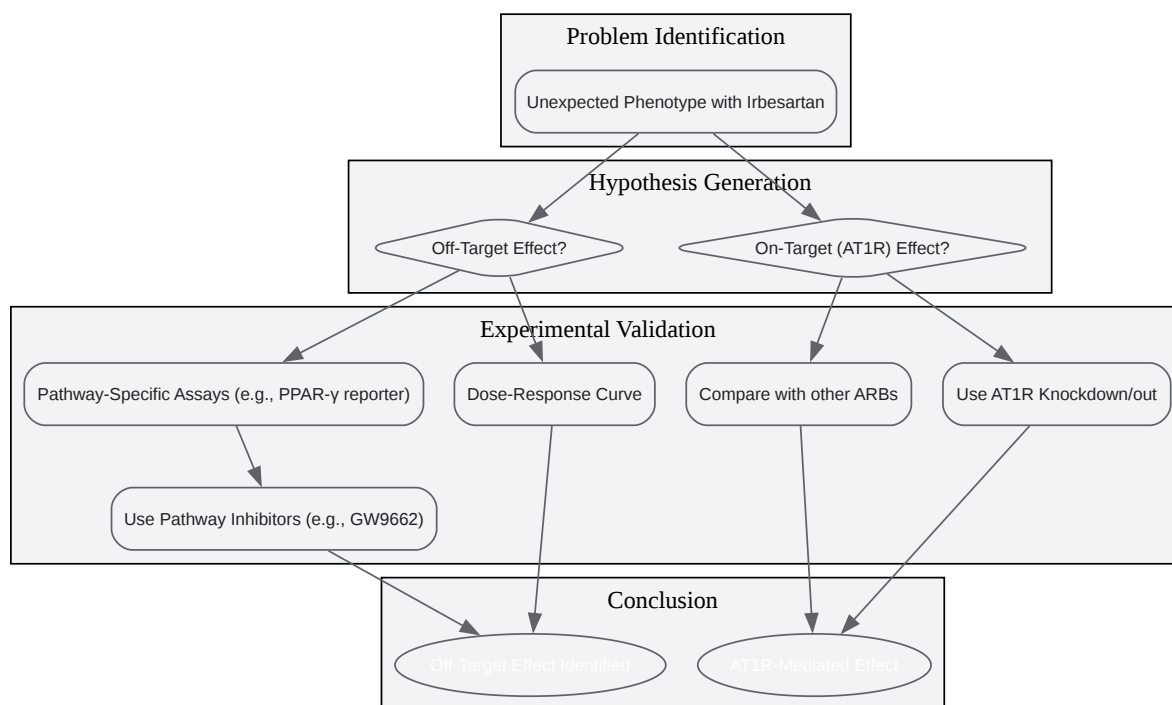 Problem Identification
Unexpected Phenotype with Irbesartan
Hypothesis Generation
Off-Target Effect?
On-Target (AT1R) Effect?
Experimental Validation
Pathway-Specific Assays (e.g., PPAR-γ reporter)
Dose-Response Curve
Compare with other ARBs
Use AT1R Knockdown/out
Use Pathway Inhibitors (e.g., GW9662)
Conclusion
Off-Target Effect Identified
AT1R-Mediated Effect